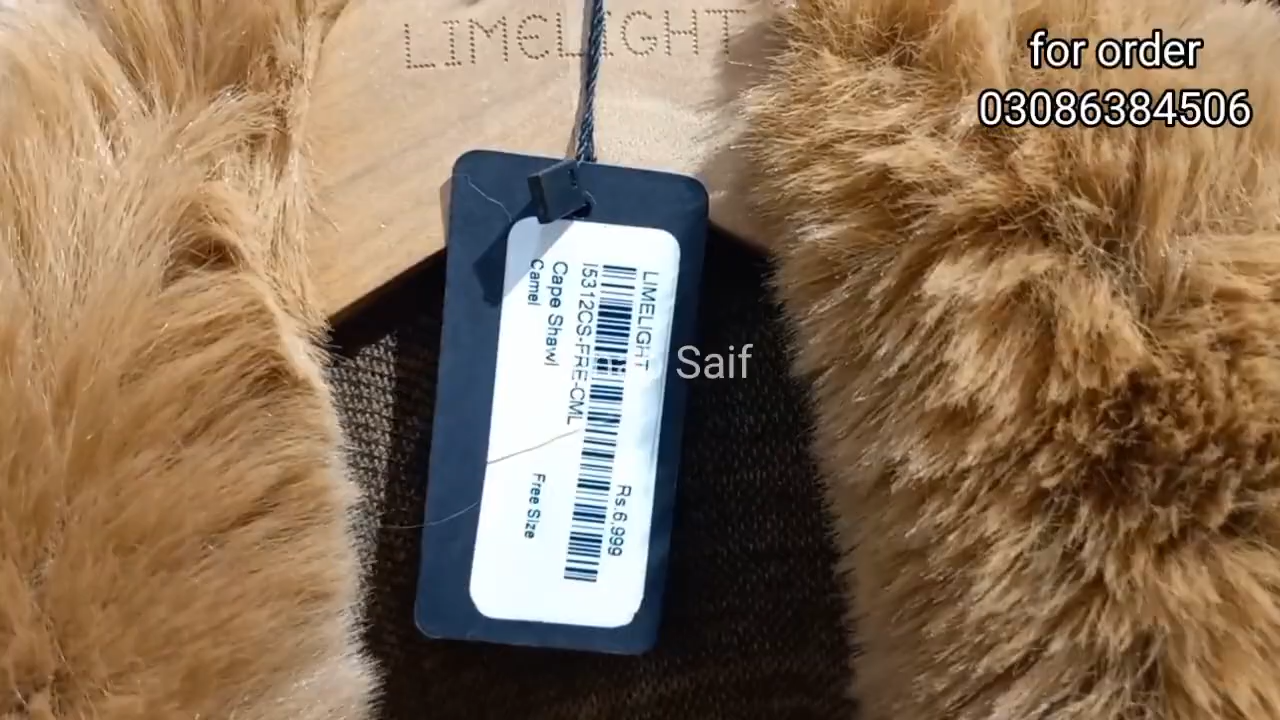 LIMELIGHT
for order
03086384506
LIMELIGHT
Rs.6,999
I5312CS-FRE-CML
Cape Shawl
Camel
Free Size
Saif